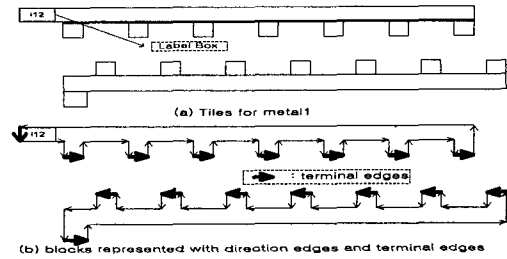 i12
Label Box
(a) Tiles for metal1
i12
: terminal edges
(b) blocks represented with direction edges and terminal edges